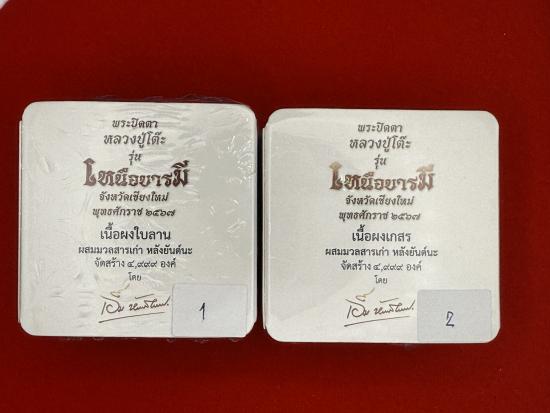 พระปิดตา
หลวงปู่โต๊ะ
รุ่น
เหนือบารมี
จังหวัดเชียงใหม่
พุทธศักราช ๒๕๖๗
เนื้อผงใบลาน
ผสมมวลสารเก่า หลังยันต์นะ
จัดสร้าง ๔,๙๙๙ องค์
โดย
1
พระปิดตา
หลวงปู่โต๊ะ
รุ่น
เหนือบารมี
จังหวัดเชียงใหม่
พุทธศักราช ๒๕๖๗
เนื้อผงเกสร
ผสมมวลสารเก่า หลังยันต์นะ
จัดสร้าง ๔,๙๙๙ องค์
โดย
2